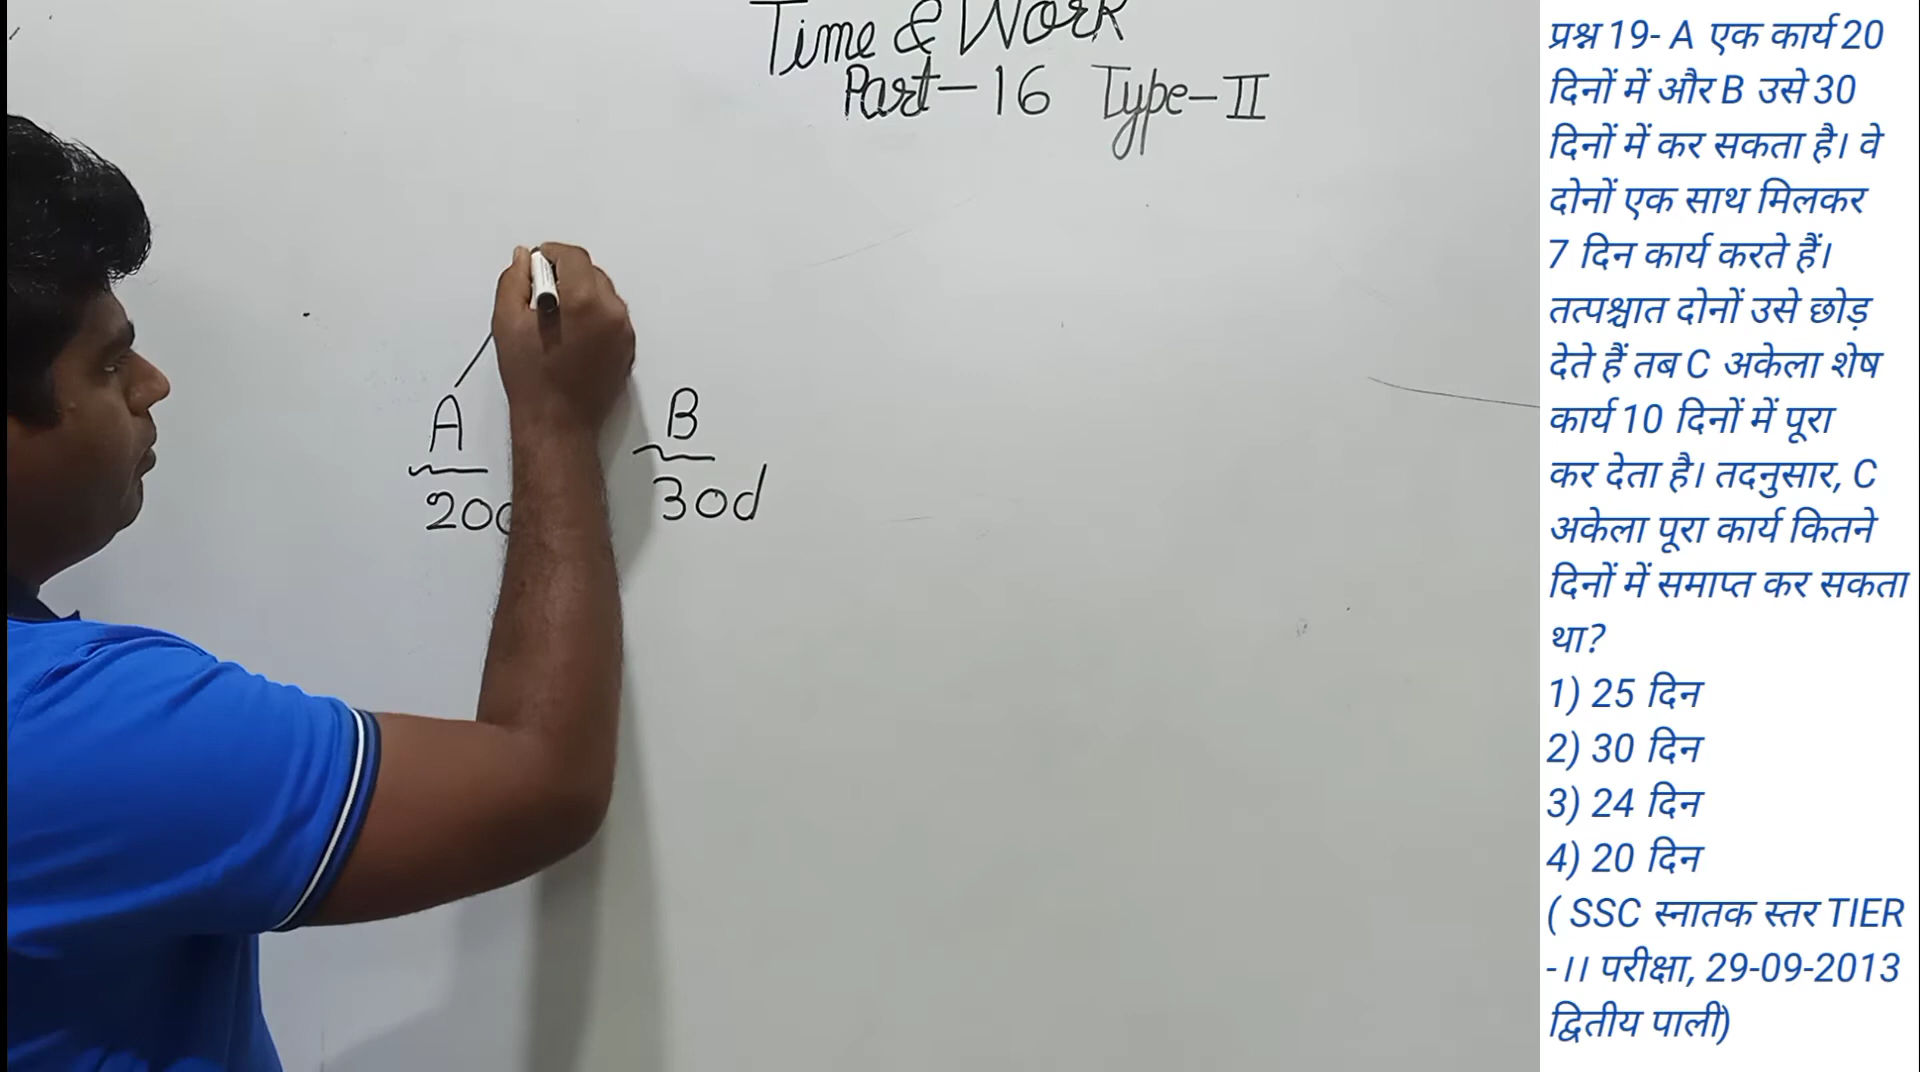 Time & Work
Part-16 Type-II
A
20d
B
30d
प्रश्न 19- A एक कार्य 20
दिनों में और B उसे 30
दिनों में कर सकता है। वे
दोनों एक साथ मिलकर
7 दिन कार्य करते हैं।
तत्पश्चात दोनों उसे छोड़
देते हैं तब C अकेला शेष
कार्य 10 दिनों में पूरा
कर देता है। तदनुसार, C
अकेला पूरा कार्य कितने
दिनों में समाप्त कर सकता
था?
1) 25 दिन
2) 30 दिन
3) 24 दिन
4) 20 दिन
( SSC स्नातक स्तर TIER
-।। परीक्षा, 29-09-2013
द्वितीय पाली)